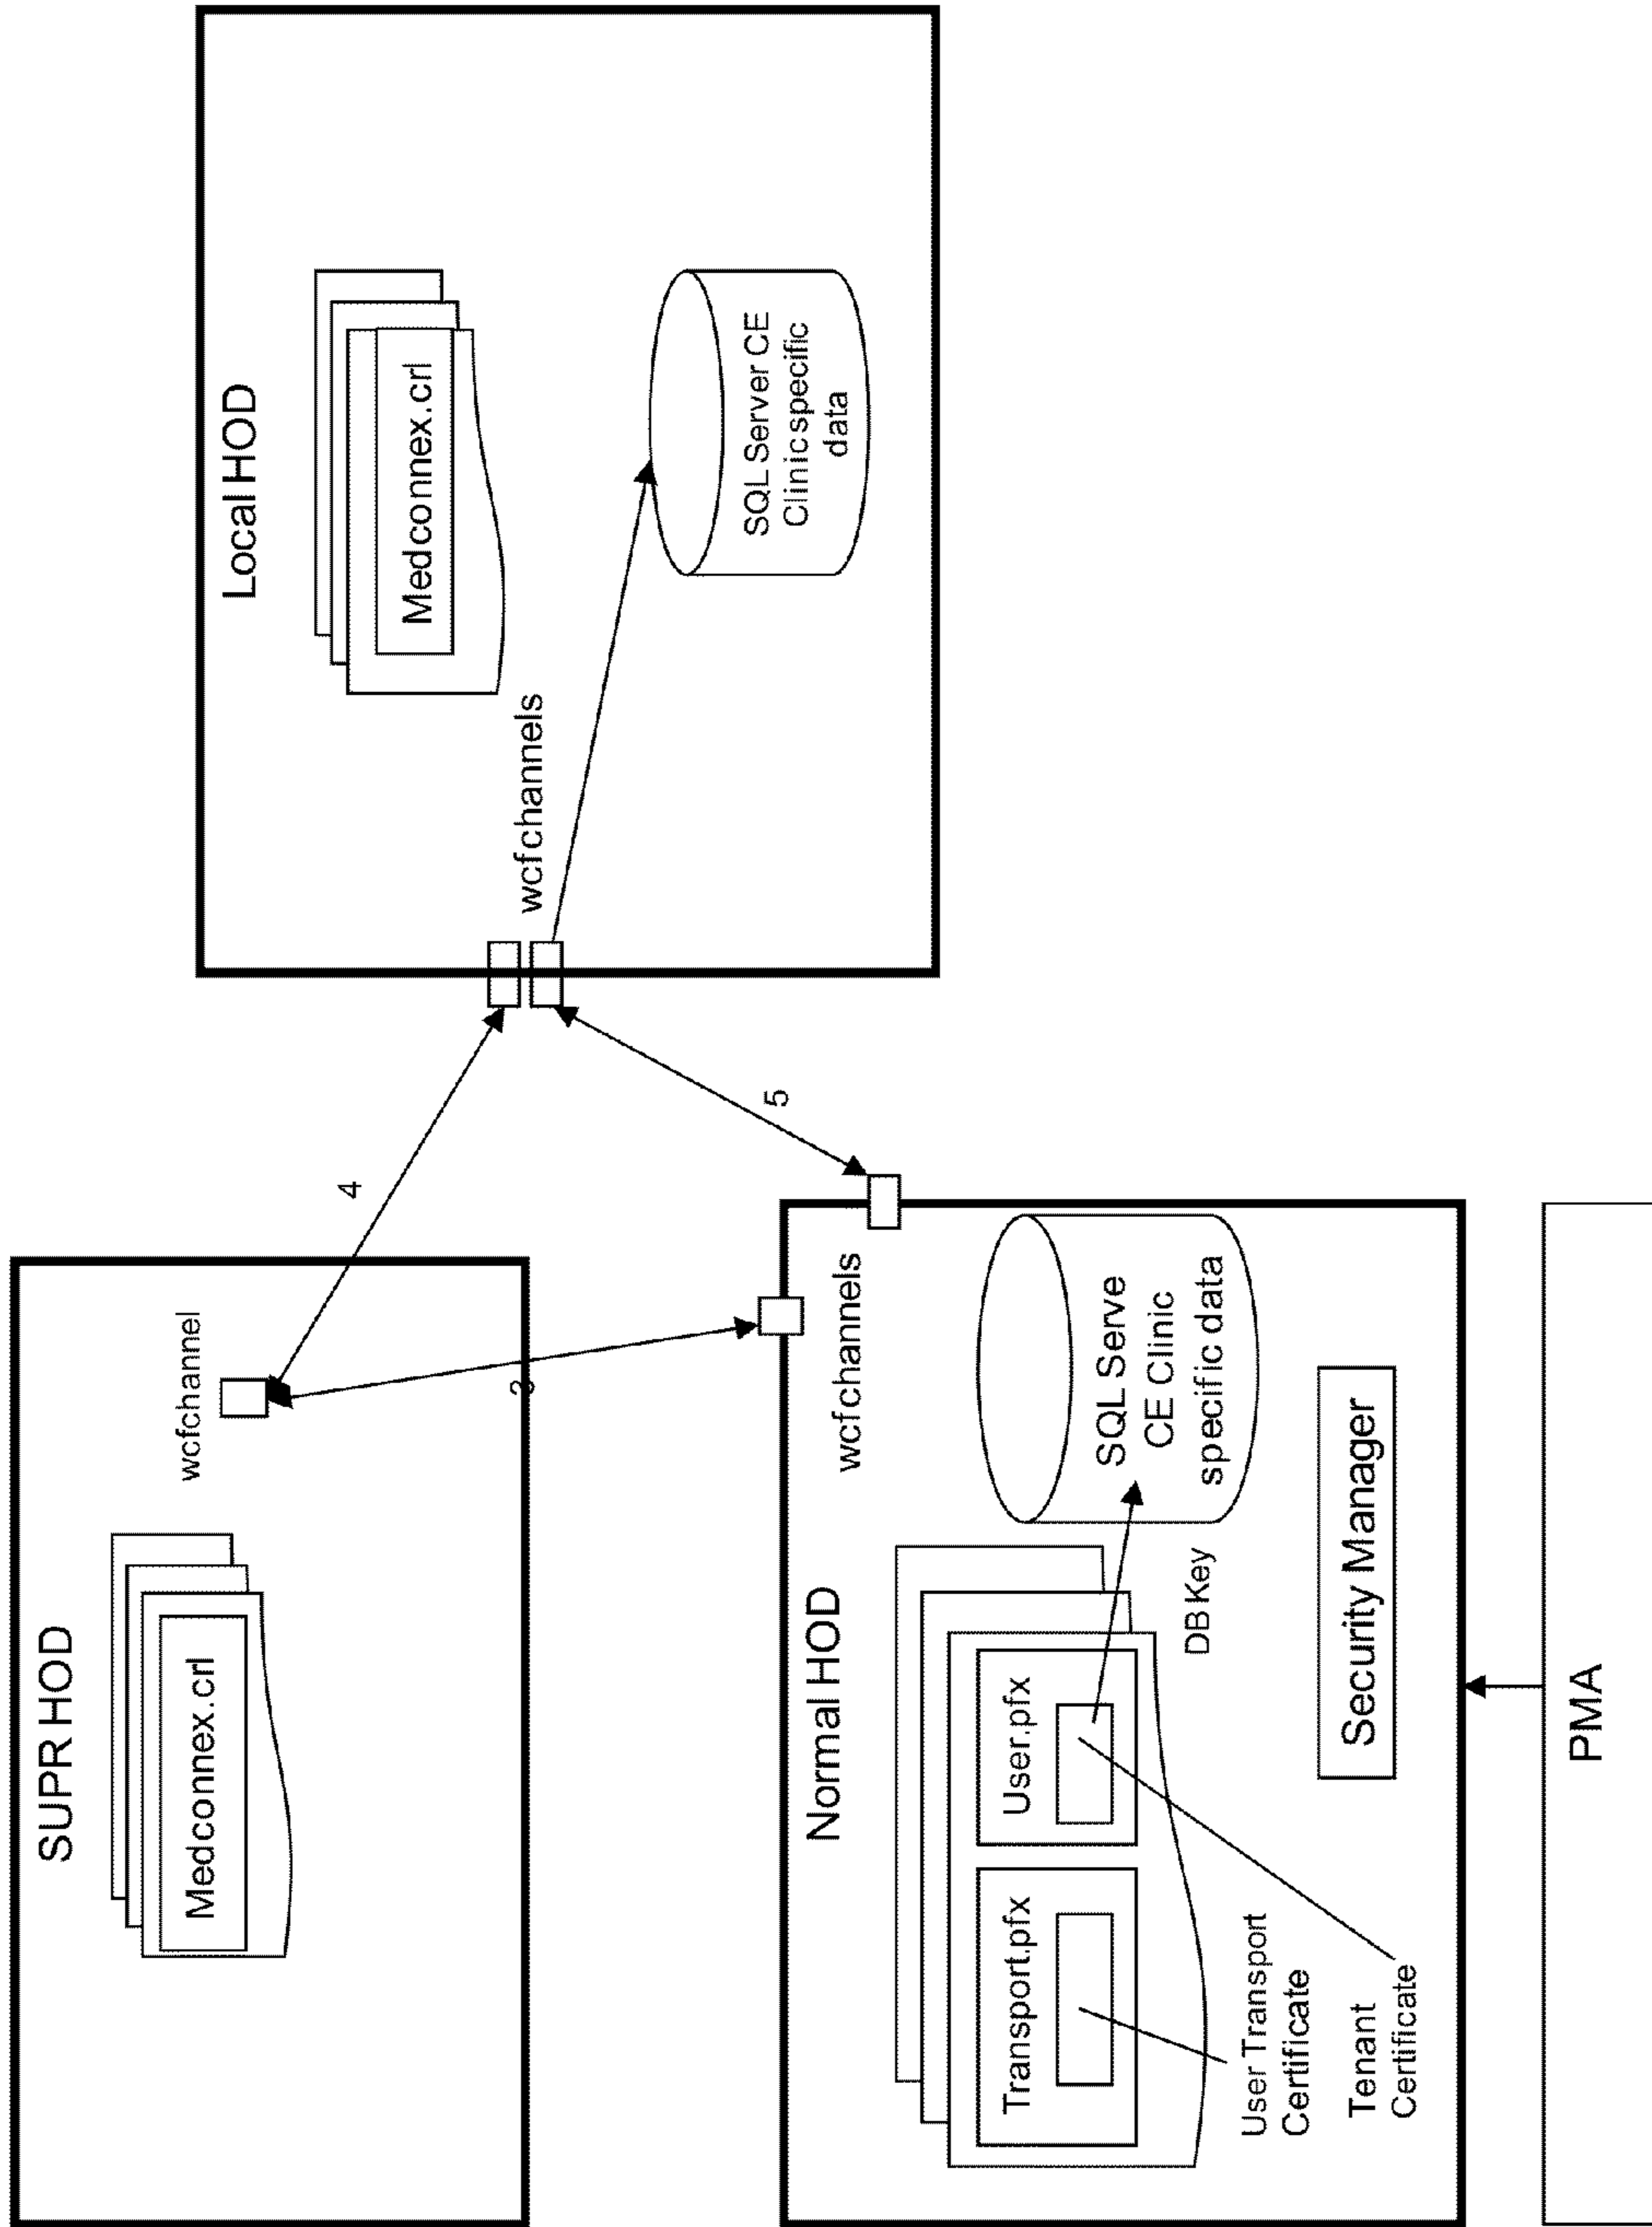 SUPR HOD
Medconnex.crl
wcfchannel
4
3
Local HOD
Medconnex.crl
wcfchannels
SQL Server CE
Clinic specific
data
5
Normal HOD
wcfchannels
Transport.pfx
User.pfx
DB Key
SQL Serve
CE Clinic
specific data
User Transport
Certificate
Tenant
Certificate
Security Manager
PMA